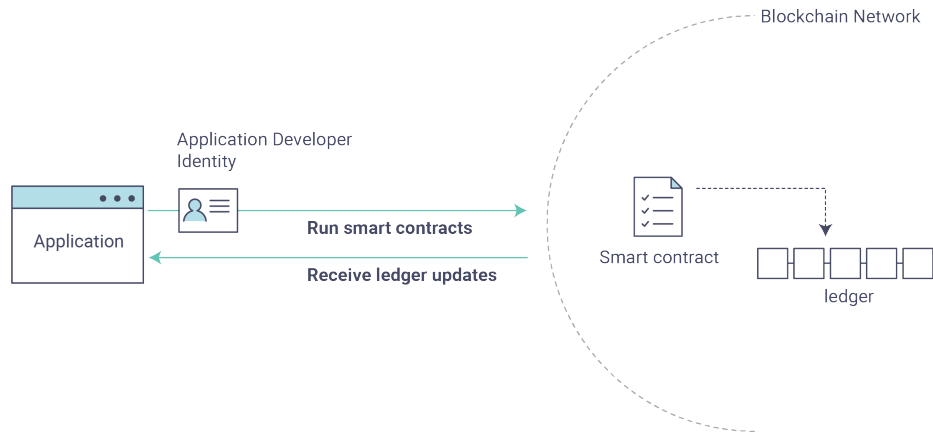 Blockchain Network
Application Developer
Identity
Application
Run smart contracts
Receive ledger updates
Smart contract
ledger